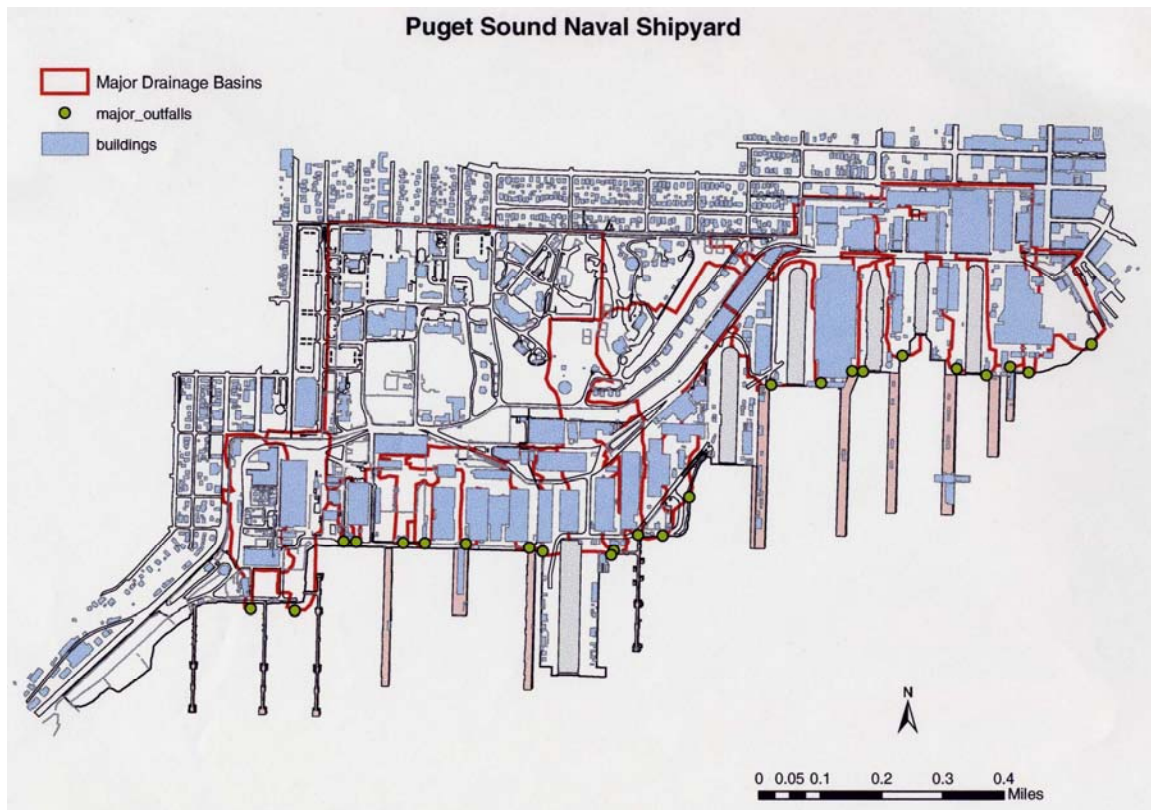 Puget Sound Naval Shipyard
Major Drainage Basins
major_outfalls
buildings
N
0 0.05 0.1 0.2 0.3 0.4
Miles